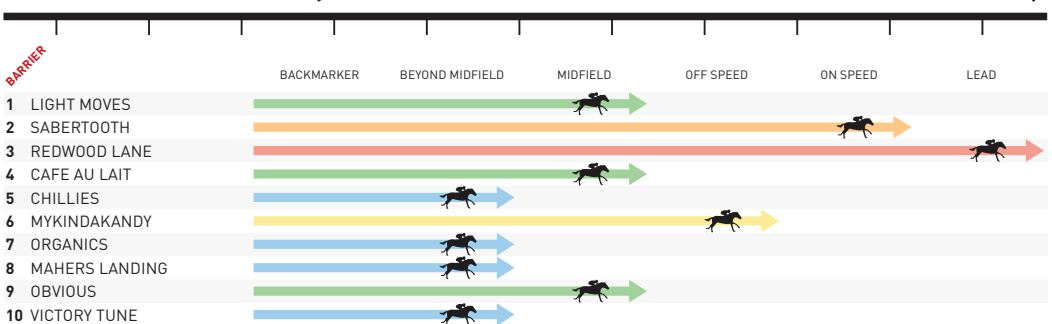 BARRIER
BACKMARKER BEYOND MIDFIELD MIDFIELD OFF SPEED ON SPEED LEAD
1 LIGHT MOVES
2 SABERTOOTH
3 REDWOOD LANE
4 CAFE AU LAIT
5 CHILLIES
6 MYKINDAKANDY
7 ORGANICS
8 MAHERS LANDING
9 OBVIOUS
10 VICTORY TUNE